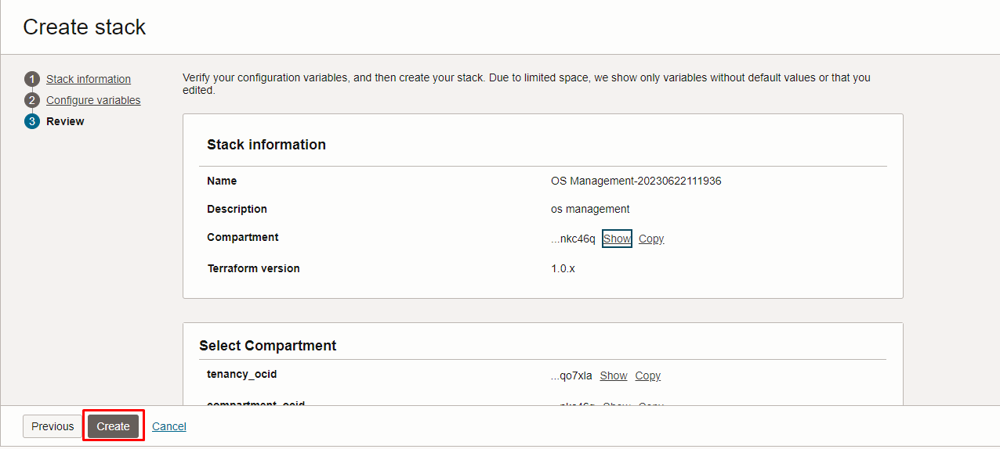 Create stack
1 Stack information
2 Configure variables
3 Review
Verify your configuration variables, and then create your stack. Due to limited space, we show only variables without default values or that you
edited.
Stack information
Name OS Management-20230622111936
Description os management
Compartment ...nkc46q Show Copy
Terraform version 1.0.x
Select Compartment
tenancy_ocid ...qo7xla Show Copy
compartment_ocid ...nkc46q Show Copy
Previous Create Cancel